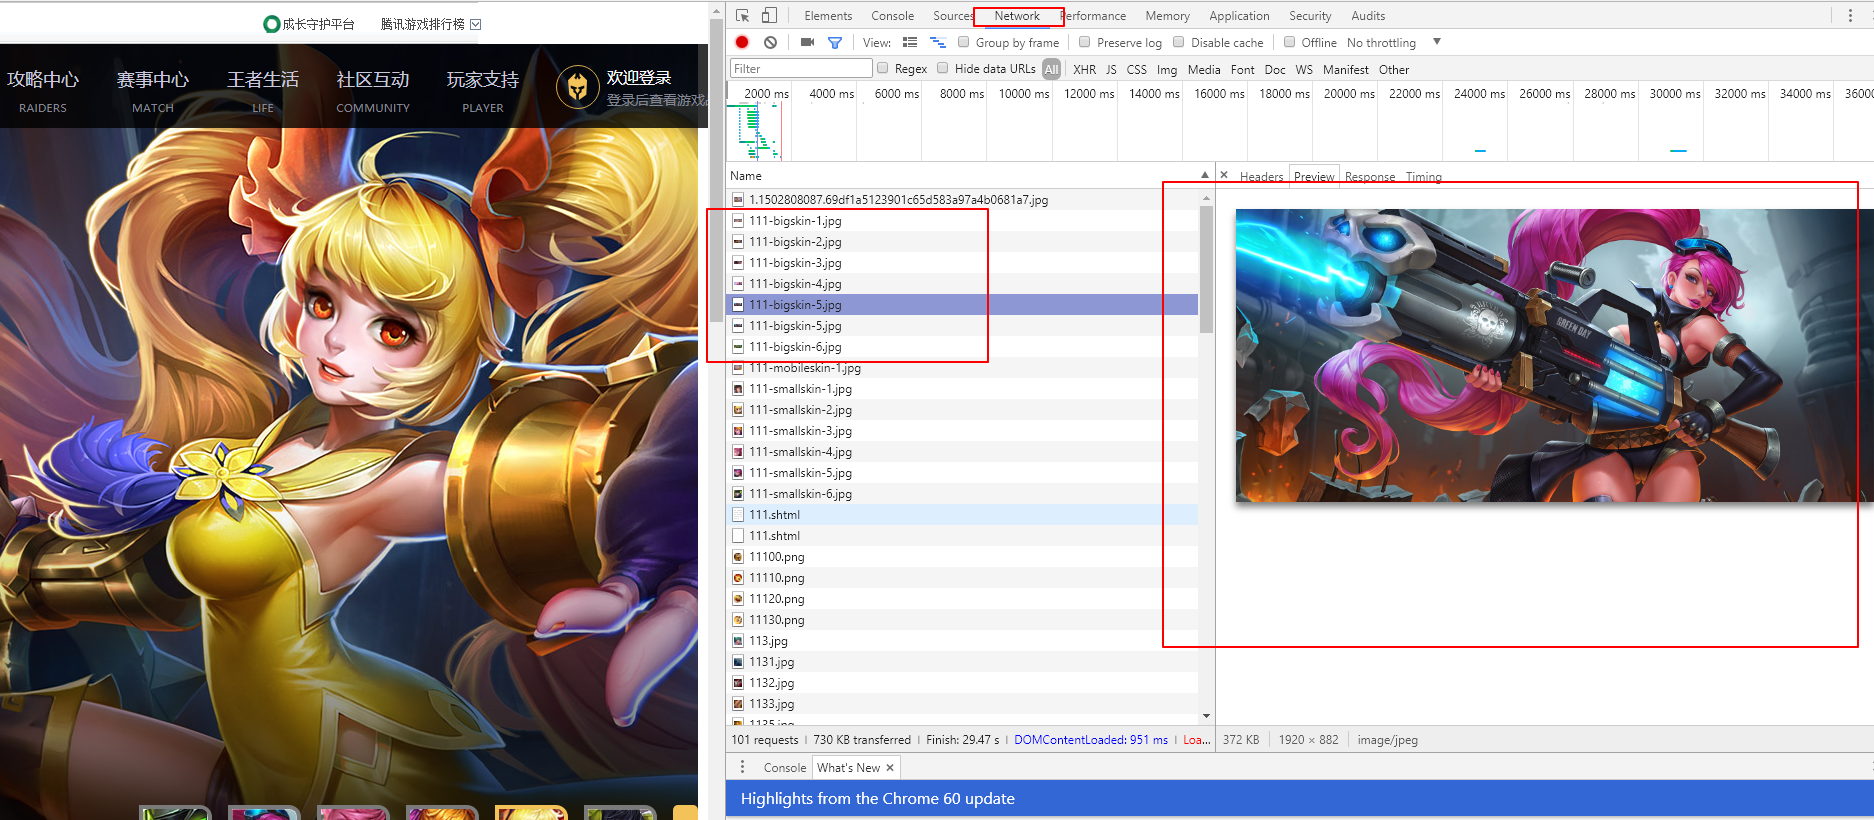 成长守护平台 腾讯游戏排行榜
攻略中心 赛事中心 王者生活 社区互动 玩家支持 欢迎登录
RAIDERS MATCH LIFE COMMUNITY PLAYER 登录后查看游戏
Elements Console Sources Network Performance Memory Application Security Audits
View: Group by frame Preserve log Disable cache Offline No throttling
Filter Regex Hide data URLs All XHR JS CSS Img Media Font Doc WS Manifest Other
2000 ms 4000 ms 6000 ms 8000 ms 10000 ms 12000 ms 14000 ms 16000 ms 18000 ms 20000 ms 22000 ms 24000 ms 26000 ms 28000 ms 30000 ms 32000 ms 34000 ms 36000
Name
Headers Preview Response Timing
1.1502808087.69df1a5123901c65d583a97a4b0681a7.jpg
111-bigskin-1.jpg
111-bigskin-2.jpg
111-bigskin-3.jpg
111-bigskin-4.jpg
111-bigskin-5.jpg
111-bigskin-5.jpg
111-bigskin-6.jpg
111-mobileskin-1.jpg
111-smallskin-1.jpg
111-smallskin-2.jpg
111-smallskin-3.jpg
111-smallskin-4.jpg
111-smallskin-5.jpg
111-smallskin-6.jpg
111.shtml
111.shtml
11100.png
11110.png
11120.png
11130.png
113.jpg
1131.jpg
1132.jpg
1133.jpg
1135.jpg
GREEN DAY
101 requests | 730 KB transferred | Finish: 29.47 s | DOMContentLoaded: 951 ms | Loa...
372 KB 1920 × 882 image/jpeg
Console What's New
Highlights from the Chrome 60 update